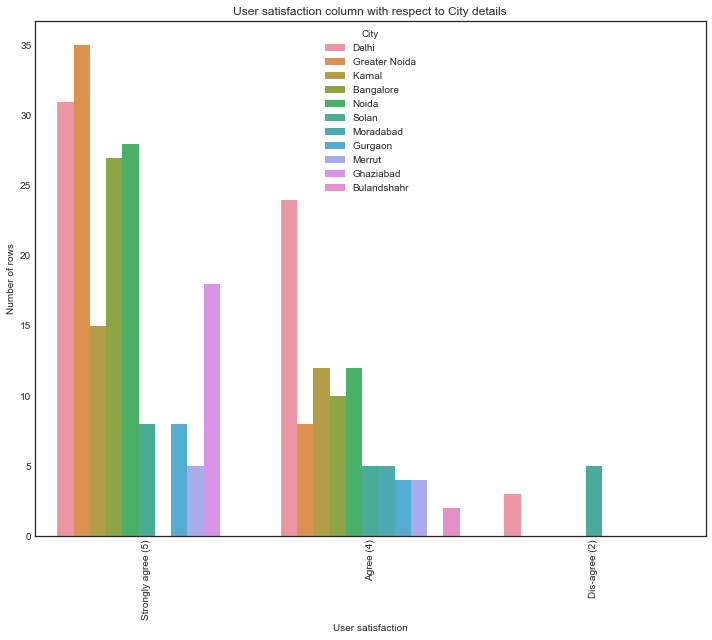 User satisfaction column with respect to City details
City
Delhi
Greater Noida
Karnal
Bangalore
Noida
Solan
Moradabad
Gurgaon
Merrut
Ghaziabad
Bulandshahr
Number of rows
35
30
25
20
15
10
5
0
Strongly agree (5)
Agree (4)
Dis-agree (2)
User satisfaction